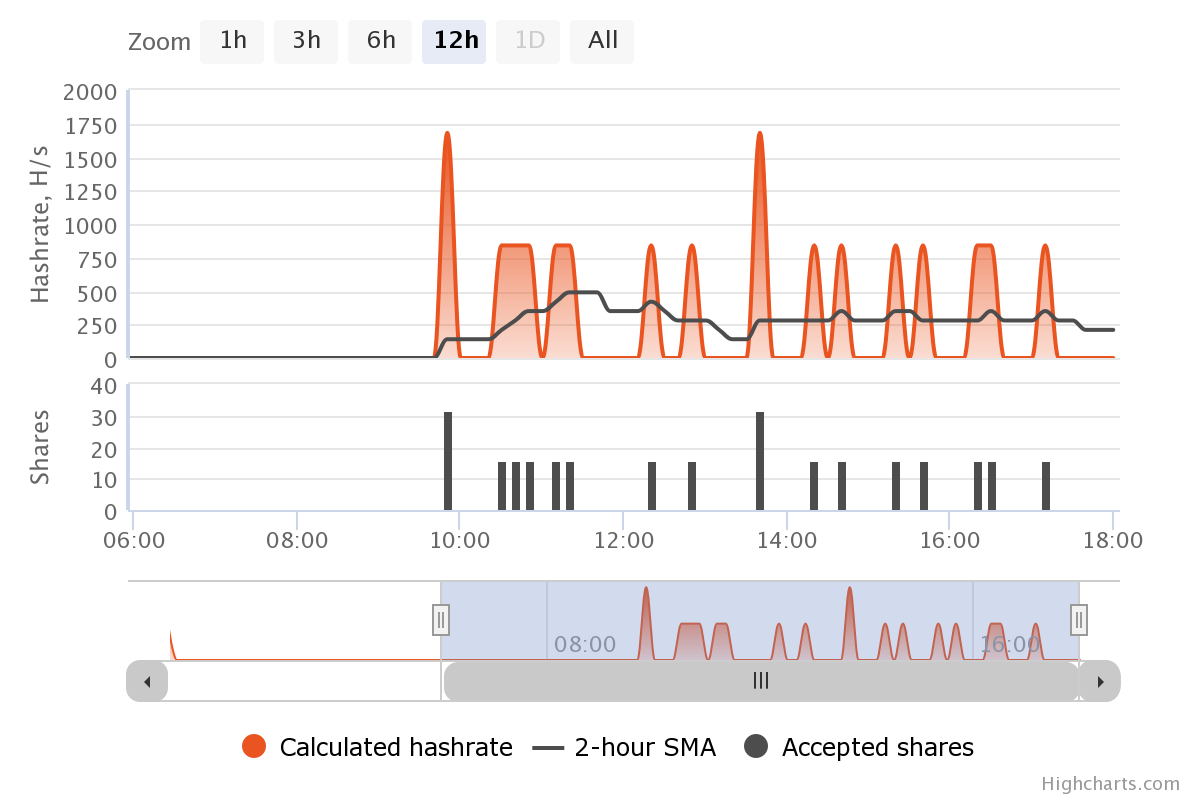 Zoom 1h 3h 6h 12h 1D All
Hashrate, H/s
2000
1750
1500
1250
1000
750
500
250
0
Shares
40
30
20
10
0
06:00 08:00 10:00 12:00 14:00 16:00 18:00
08:00 16:00
Calculated hashrate 2-hour SMA Accepted shares
Highcharts.com